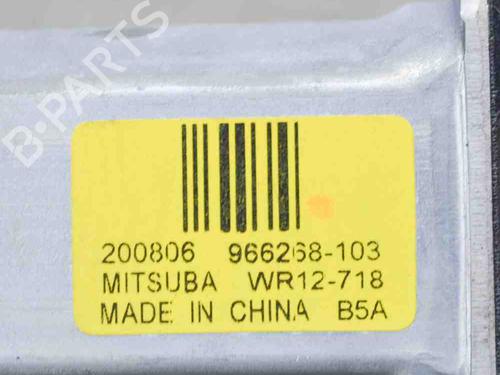 B-PARTS
200806 966268-103
MITSUBA WR12-718
MADE IN CHINA B5A